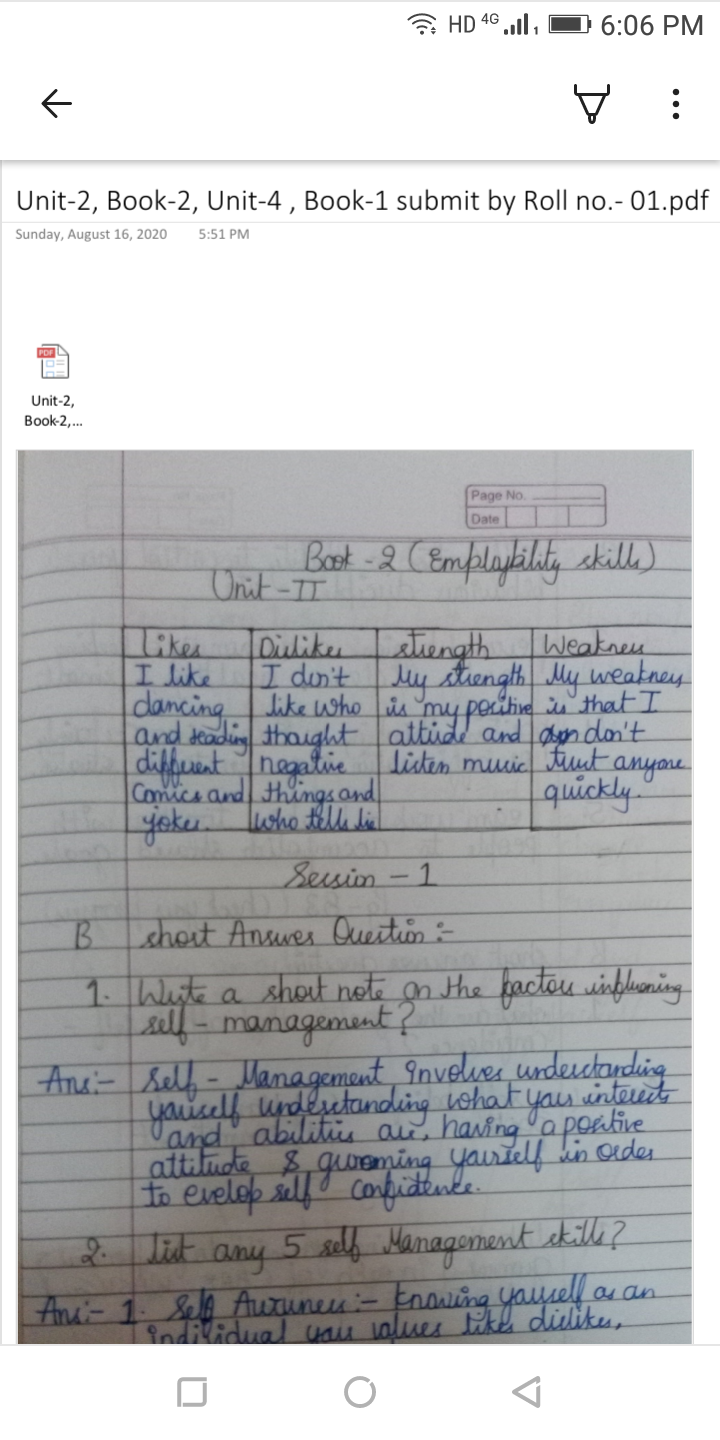 HD 4G 1 6:06 PM
Unit-2, Book-2, Unit-4 , Book-1 submit by Roll no.- 01.pdf
Sunday, August 16, 2020 5:51 PM
PDF
Unit-2,
Book-2,...
Page No.
Date
Book -2 (Employbility skills)
Unit -II
Likes Dislikes strength Weakness
I like I don't My strength My weakness
dancing like who is my positive is that I
and reading thought attiude and don't
different negative listen music trust anyone
Comics and things and quickly.
jokes. who tells lie
Session - 1
B short Answer Question :-
1. Write a short note on the factors influening
self - management?
Ans:- Self - Management involves understanding
yourself understanding what your interests
and abilities are, having a positive
attitude & grooming yourself in order
to evelop self confidence.
2. list any 5 self Management skills?
Ans:- 1. Self Awruness :- knowing yourself as an
individual your values likes dislikes,